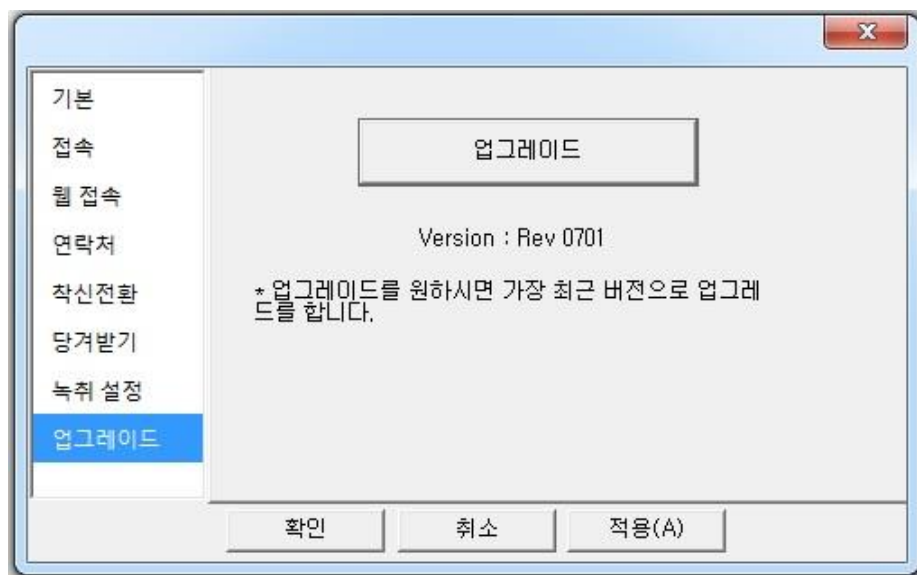 기본
접속
웹 접속
연락처
착신전환
당겨받기
녹취 설정
업그레이드
업그레이드
Version : Rev 0701
* 업그레이드를 원하시면 가장 최근 버전으로 업그레
드를 합니다.
확인
취소
적용(A)